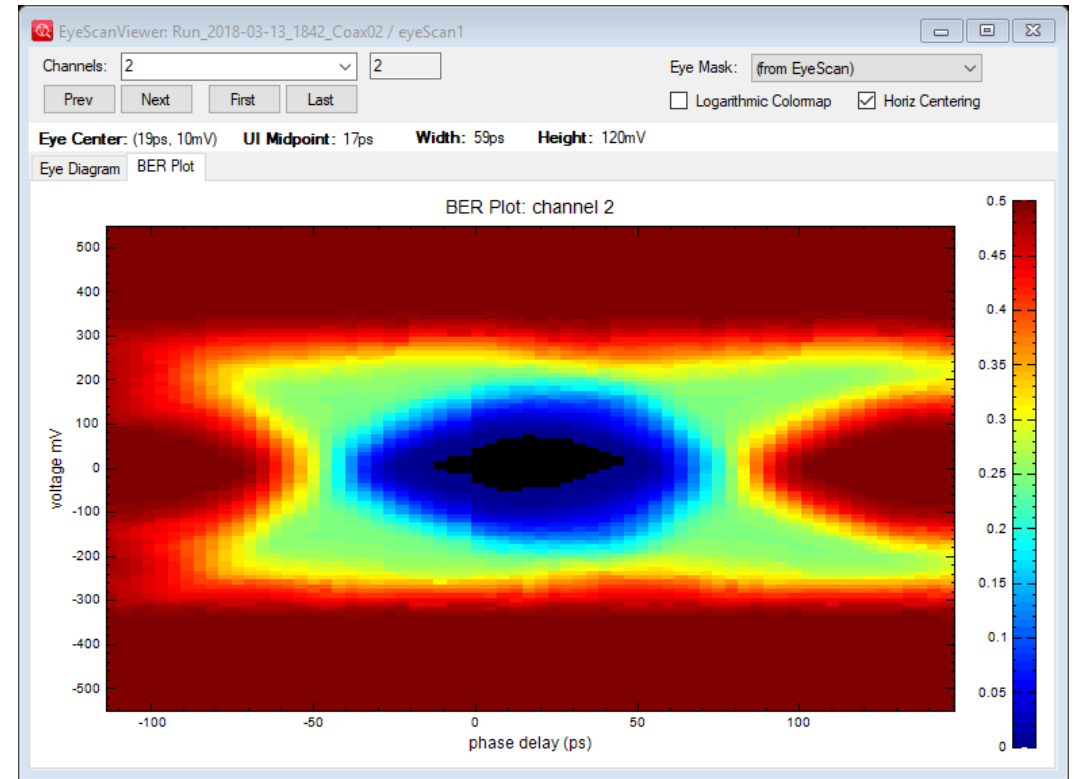 EyeScanViewer: Run_2018-03-13_1842_Coax02 / eyeScan1
Channels: 2 2 Eye Mask: (from EyeScan)
Prev Next First Last Logarithmic Colormap Horiz Centering
Eye Center: (19ps, 10mV) UI Midpoint: 17ps Width: 59ps Height: 120mV
Eye Diagram BER Plot
BER Plot: channel 2
voltage mV
500
400
300
200
100
0
-100
-200
-300
-400
-500
-100 -50 0 50 100
phase delay (ps)
0.5
0.45
0.4
0.35
0.3
0.25
0.2
0.15
0.1
0.05
0